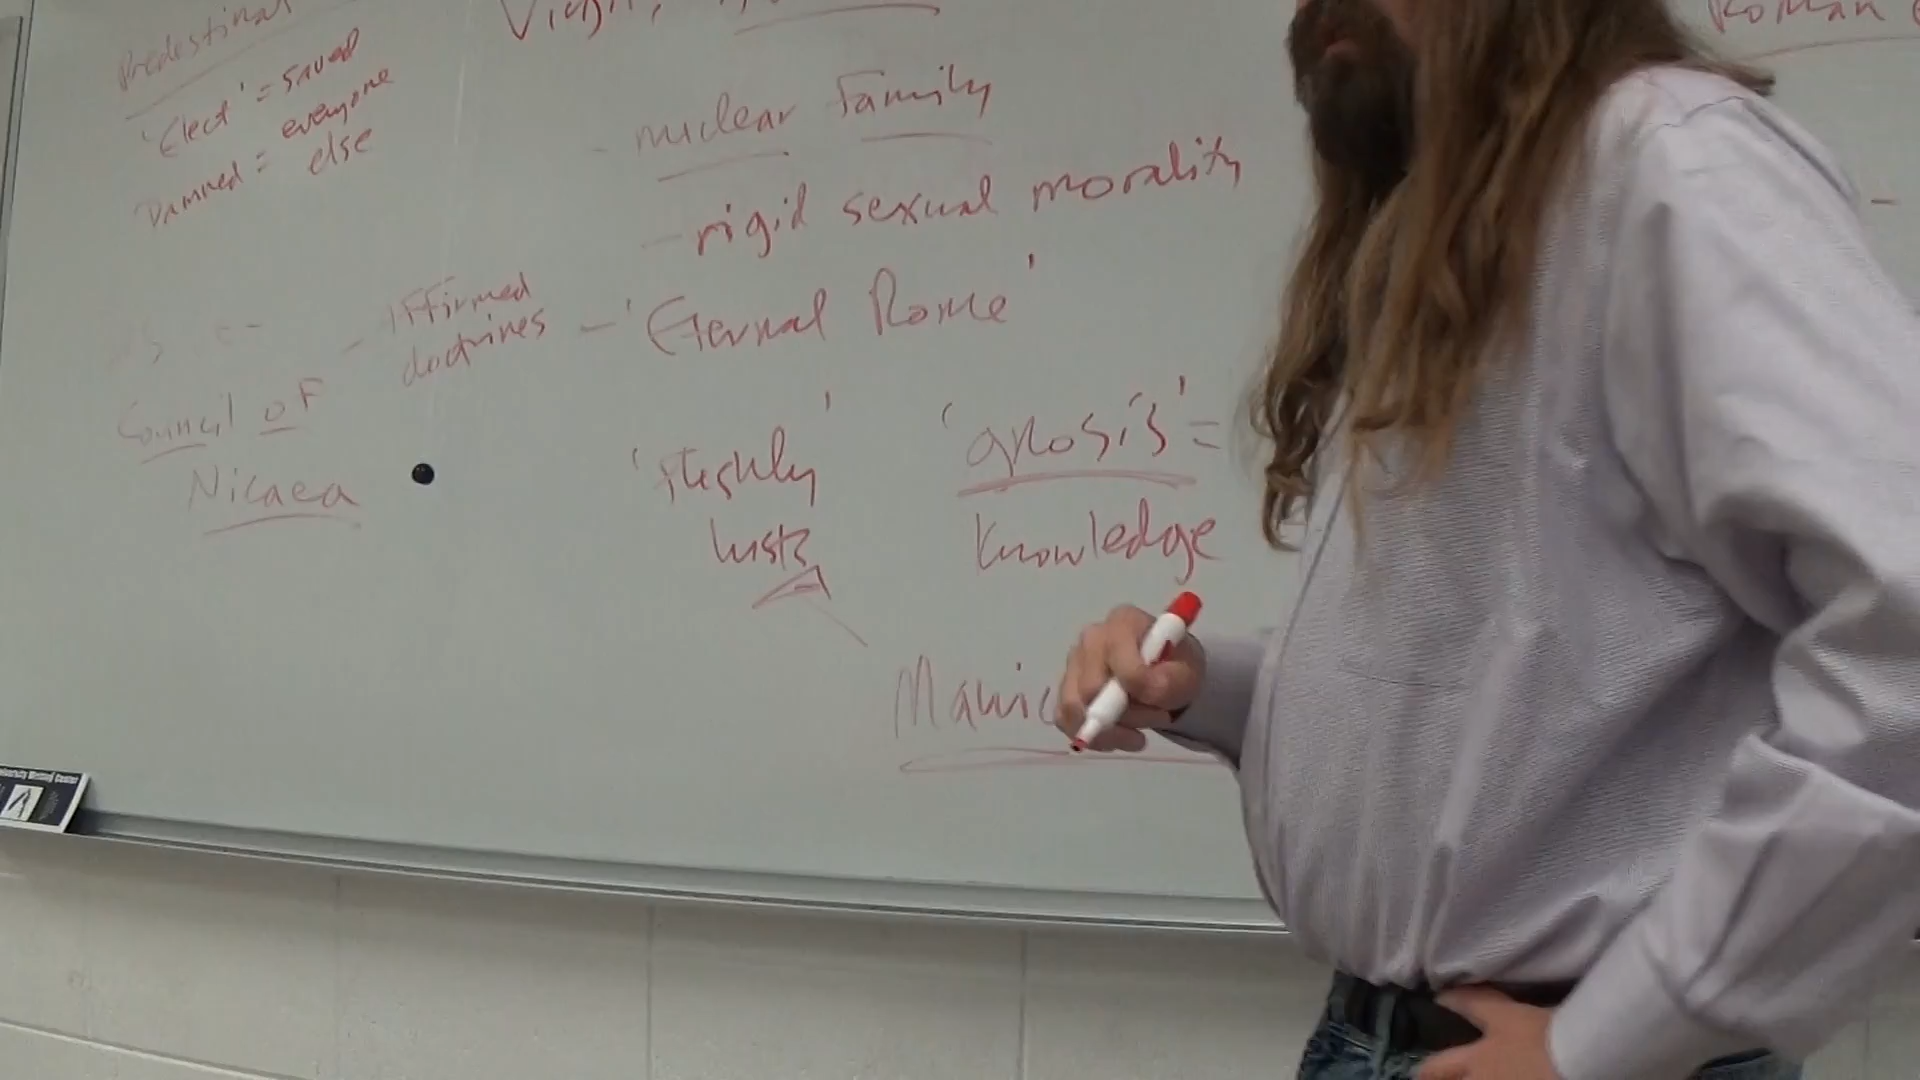 'Elect' = saved
Damned = everyone
else
nuclear family
- rigid sexual morality
- 'Eternal Rome'
- Affirmed
doctrines
Council of
Nicaea
'fleshly
lusts'
'gnosis' =
Knowledge
Roman